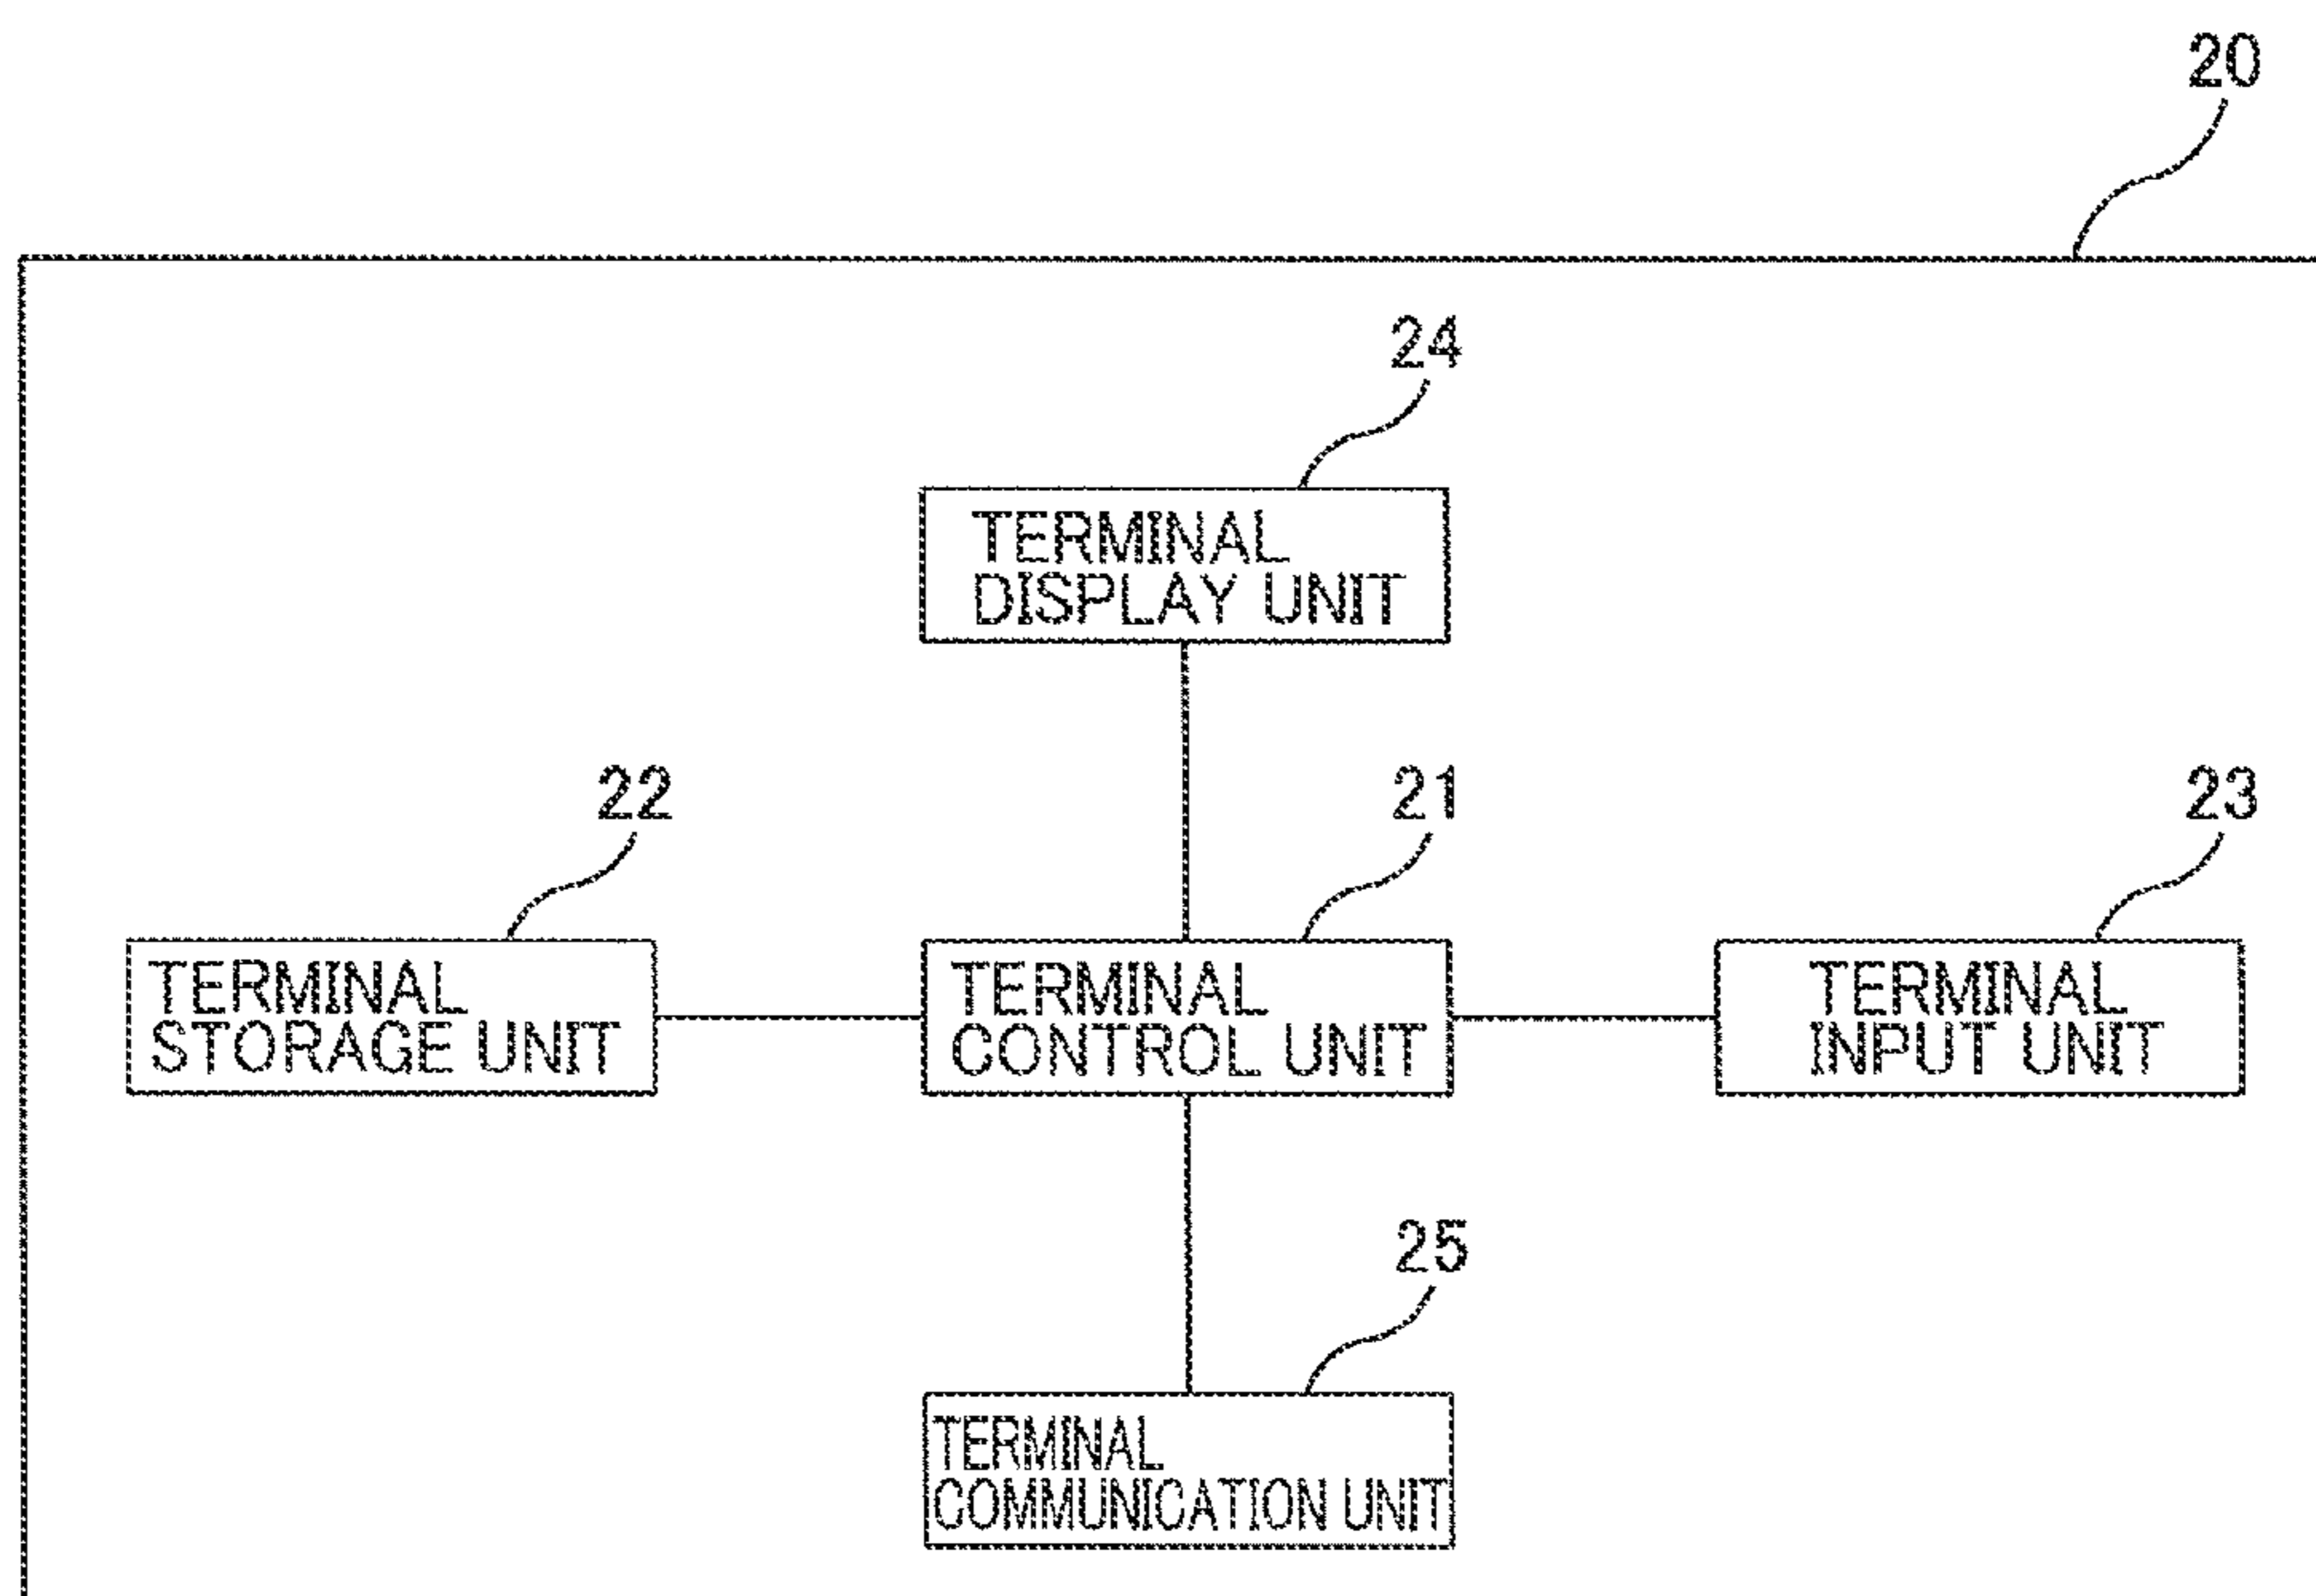 20
24
TERMINAL
DISPLAY UNIT
22
21
23
TERMINAL
STORAGE UNIT
TERMINAL
CONTROL UNIT
TERMINAL
INPUT UNIT
25
TERMINAL
COMMUNICATION UNIT